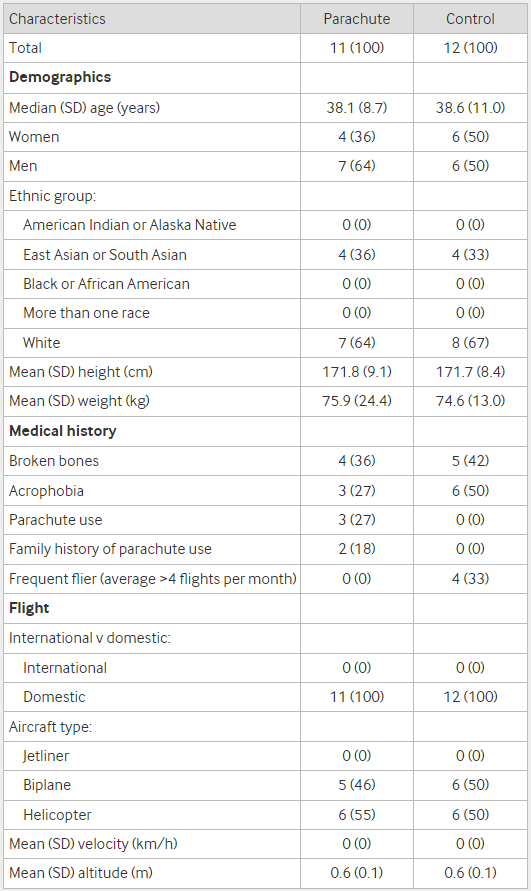 Characteristics Parachute Control
Total 11 (100) 12 (100)
Demographics
Median (SD) age (years) 38.1 (8.7) 38.6 (11.0)
Women 4 (36) 6 (50)
Men 7 (64) 6 (50)
Ethnic group:
American Indian or Alaska Native 0 (0) 0 (0)
East Asian or South Asian 4 (36) 4 (33)
Black or African American 0 (0) 0 (0)
More than one race 0 (0) 0 (0)
White 7 (64) 8 (67)
Mean (SD) height (cm) 171.8 (9.1) 171.7 (8.4)
Mean (SD) weight (kg) 75.9 (24.4) 74.6 (13.0)
Medical history
Broken bones 4 (36) 5 (42)
Acrophobia 3 (27) 6 (50)
Parachute use 3 (27) 0 (0)
Family history of parachute use 2 (18) 0 (0)
Frequent flier (average >4 flights per month) 0 (0) 4 (33)
Flight
International v domestic:
International 0 (0) 0 (0)
Domestic 11 (100) 12 (100)
Aircraft type:
Jetliner 0 (0) 0 (0)
Biplane 5 (46) 6 (50)
Helicopter 6 (55) 6 (50)
Mean (SD) velocity (km/h) 0 (0) 0 (0)
Mean (SD) altitude (m) 0.6 (0.1) 0.6 (0.1)